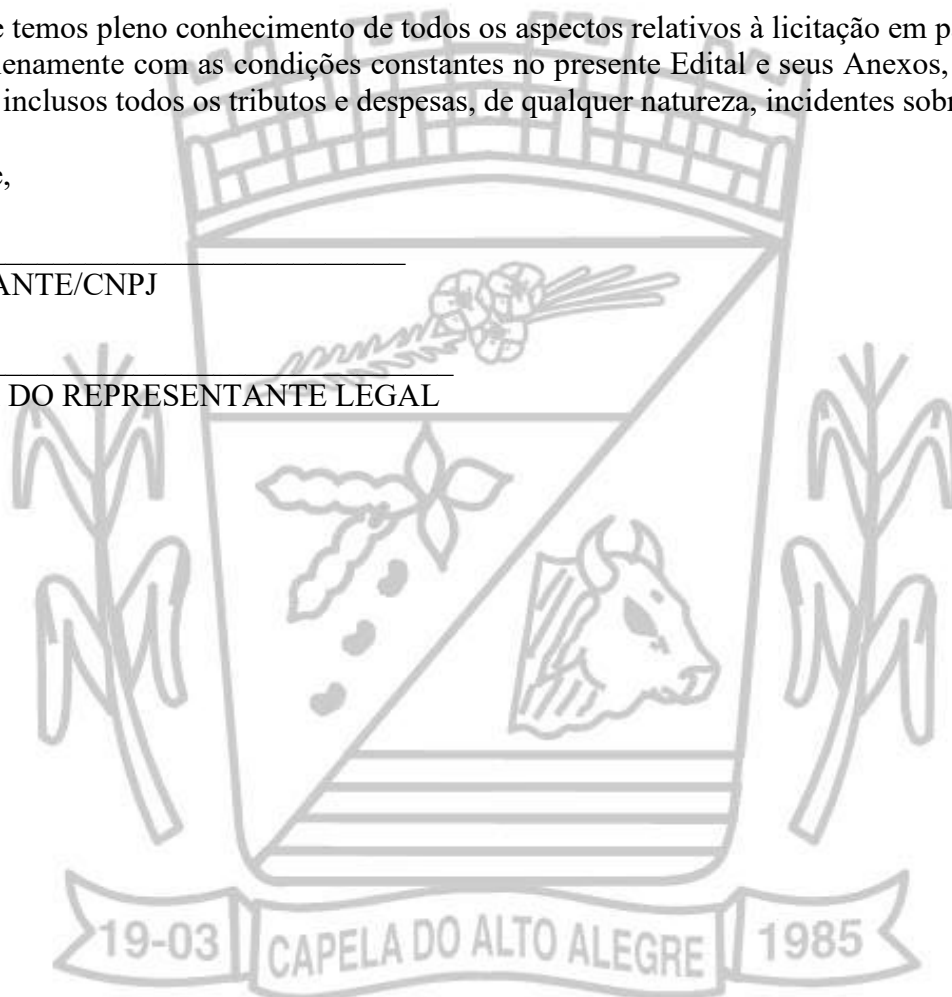 e temos pleno conhecimento de todos os aspectos relativos à licitação em p
lenamente com as condições constantes no presente Edital e seus Anexos,
inclusos todos os tributos e despesas, de qualquer natureza, incidentes sobr
e,
ANTE/CNPJ
DO REPRESENTANTE LEGAL
19-03
CAPELA DO ALTO ALEGRE
1985